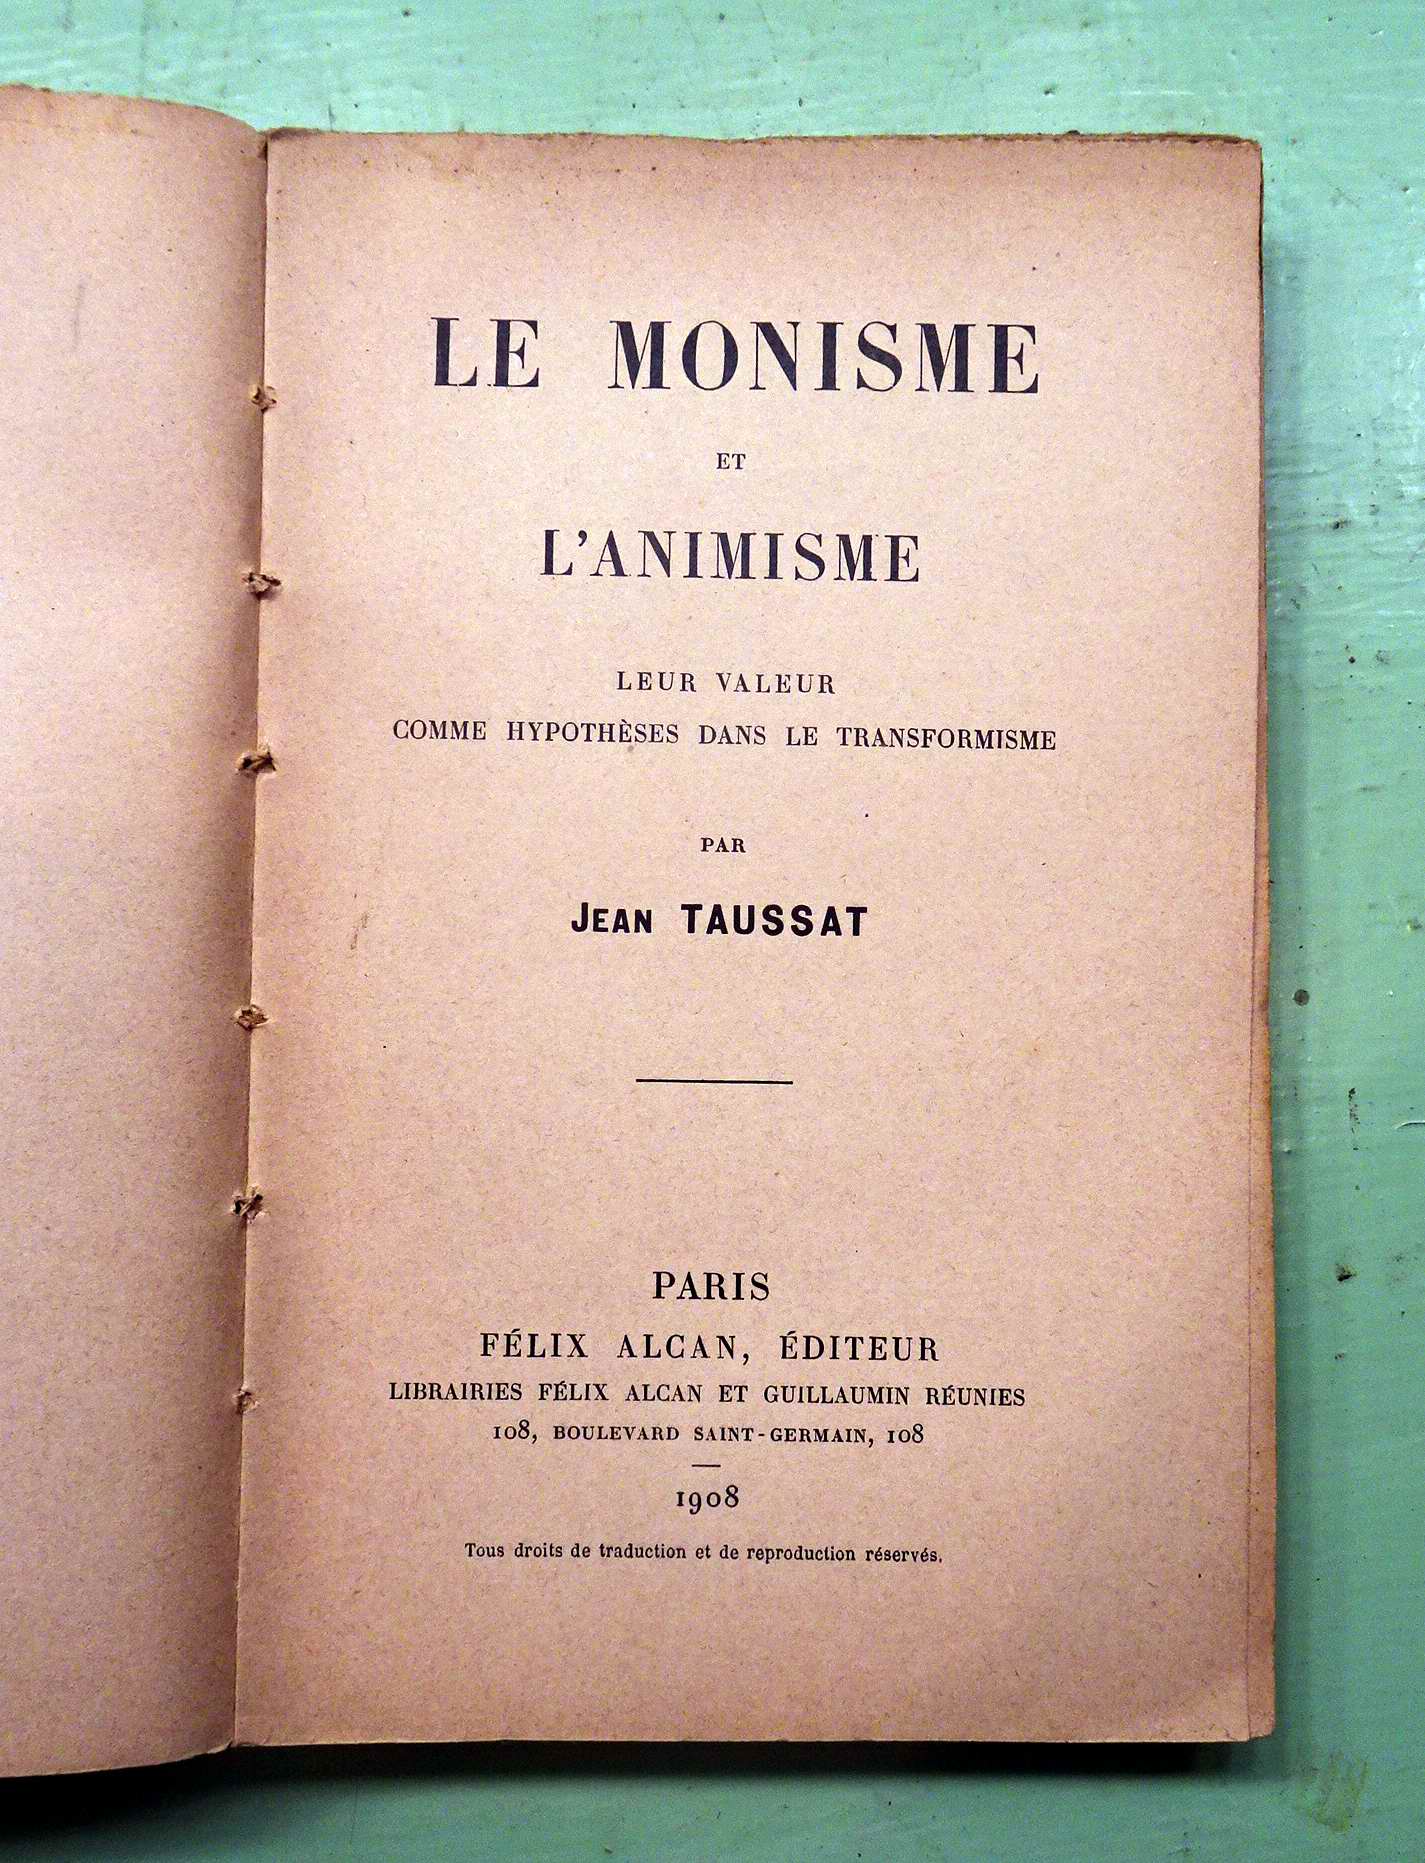 LE MONISME
ET
L'ANIMISME
LEUR VALEUR
COMME HYPOTHÈSES DANS LE TRANSFORMISME
PAR
JEAN TAUSSAT
PARIS
FÉLIX ALCAN, ÉDITEUR
LIBRAIRIES FÉLIX ALCAN ET GUILLAUMIN RÉUNIES
108, BOULEVARD SAINT-GERMAIN, 108
1908
Tous droits de traduction et de reproduction réservés.